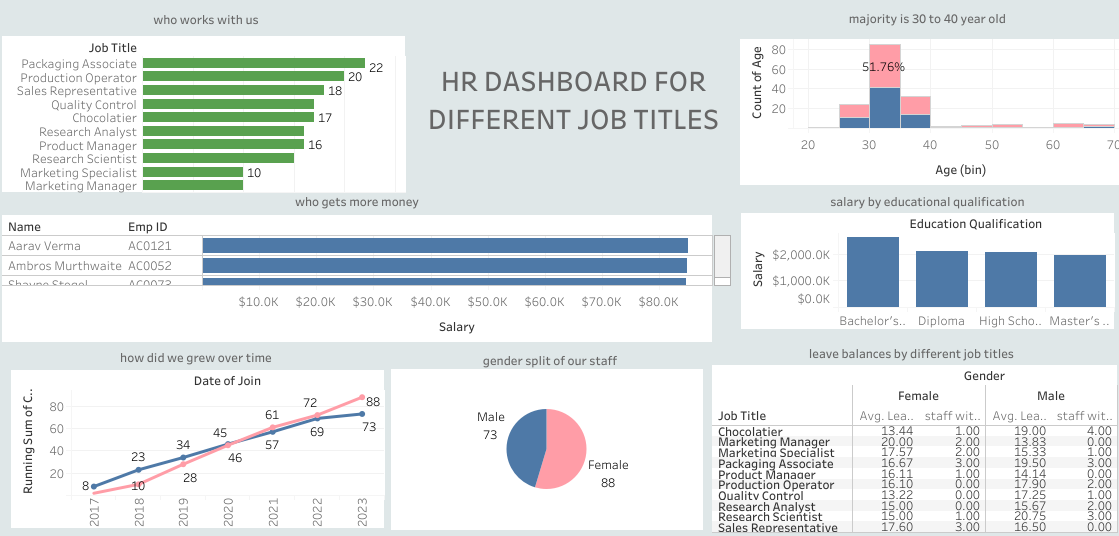 who works with us
Job Title
Packaging Associate 22
Production Operator 20
Sales Representative 18
Quality Control
Chocolatier 17
Research Analyst
Product Manager 16
Research Scientist
Marketing Specialist 10
Marketing Manager
HR DASHBOARD FOR
DIFFERENT JOB TITLES
majority is 30 to 40 year old
Count of Age
80
60
40
20
51.76%
20 30 40 50 60 70
Age (bin)
who gets more money
Name Emp ID
Aarav Verma AC0121
Ambros Murthwaite AC0052
Shayne Stegel AC0073
$10.0K $20.0K $30.0K $40.0K $50.0K $60.0K $70.0K $80.0K
Salary
salary by educational qualification
Education Qualification
Salary
$2,000.0K
$1,000.0K
$0.0K
Bachelor's.. Diploma High Scho.. Master's ..
how did we grew over time
Date of Join
Running Sum of C..
80
60
40
20
8 23 34 45 61 72 88
10 28 46 57 69 73
2017 2018 2019 2020 2021 2022 2023
gender split of our staff
Male
73
Female
88
leave balances by different job titles
Gender
Female Male
Job Title Avg. Lea.. staff wit.. Avg. Lea.. staff wit..
Chocolatier 13.44 1.00 19.00 4.00
Marketing Manager 20.00 2.00 13.83 0.00
Marketing Specialist 17.57 2.00 15.33 1.00
Packaging Associate 16.67 3.00 19.50 3.00
Product Manager 16.11 1.00 14.14 0.00
Production Operator 16.10 0.00 17.90 2.00
Quality Control 13.22 0.00 17.25 1.00
Research Analyst 15.00 0.00 15.67 2.00
Research Scientist 15.00 1.00 20.75 3.00
Sales Representative 17.60 3.00 16.50 0.00